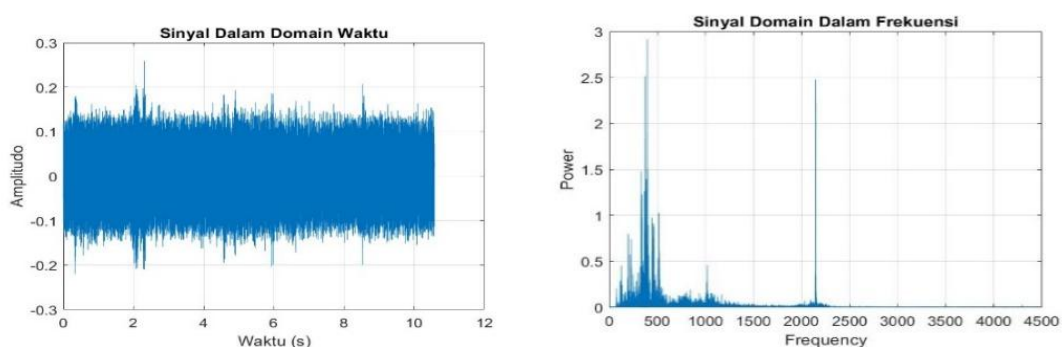 Sinyal Dalam Domain Waktu
0.3
0.2
0.1
0
-0.1
-0.2
-0.3
Amplitudo
0 2 4 6 8 10 12
Waktu (s)
Sinyal Domain Dalam Frekuensi
3
2.5
2
1.5
1
0.5
0
Power
0 500 1000 1500 2000 2500 3000 3500 4000 4500
Frequency